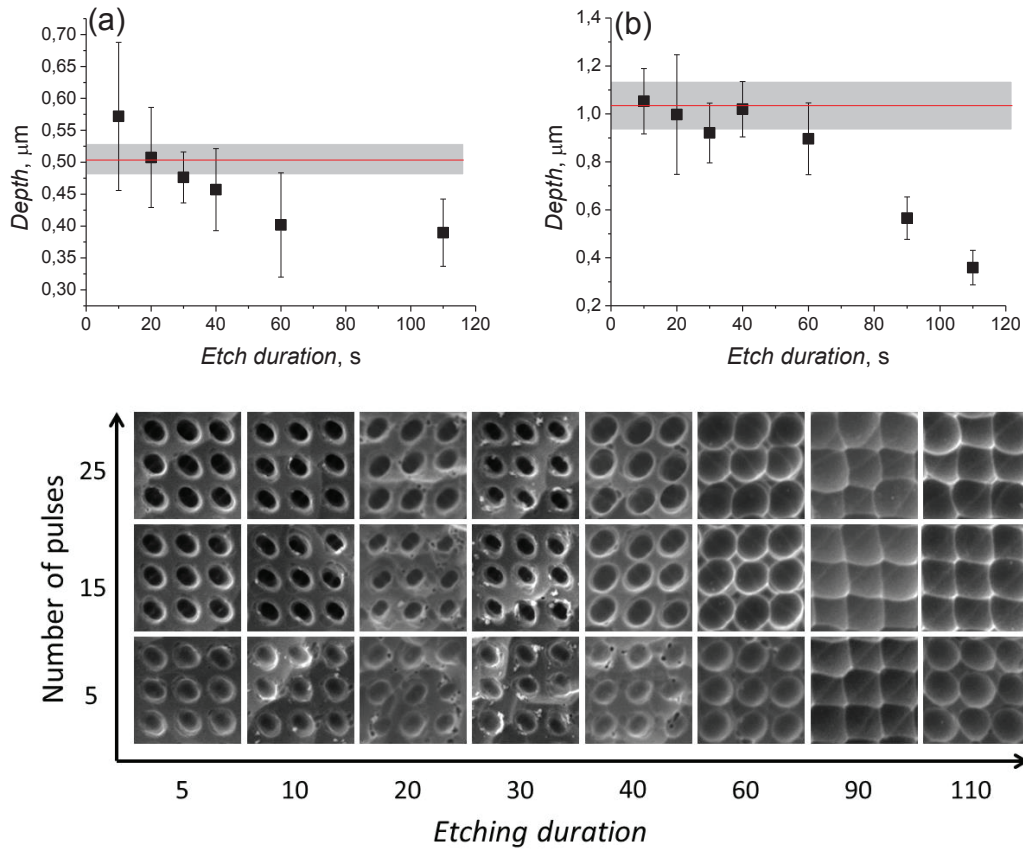 (a)
0,70
0,65
0,60
0,55
0,50
0,45
0,40
0,35
0,30
Depth, μm
0 20 40 60 80 100 120
Etch duration, s
(b)
1,4
1,2
1,0
0,8
0,6
0,4
0,2
Depth, μm
0 20 40 60 80 100 120
Etch duration, s
Number of pulses
25
15
5
5 10 20 30 40 60 90 110
Etching duration